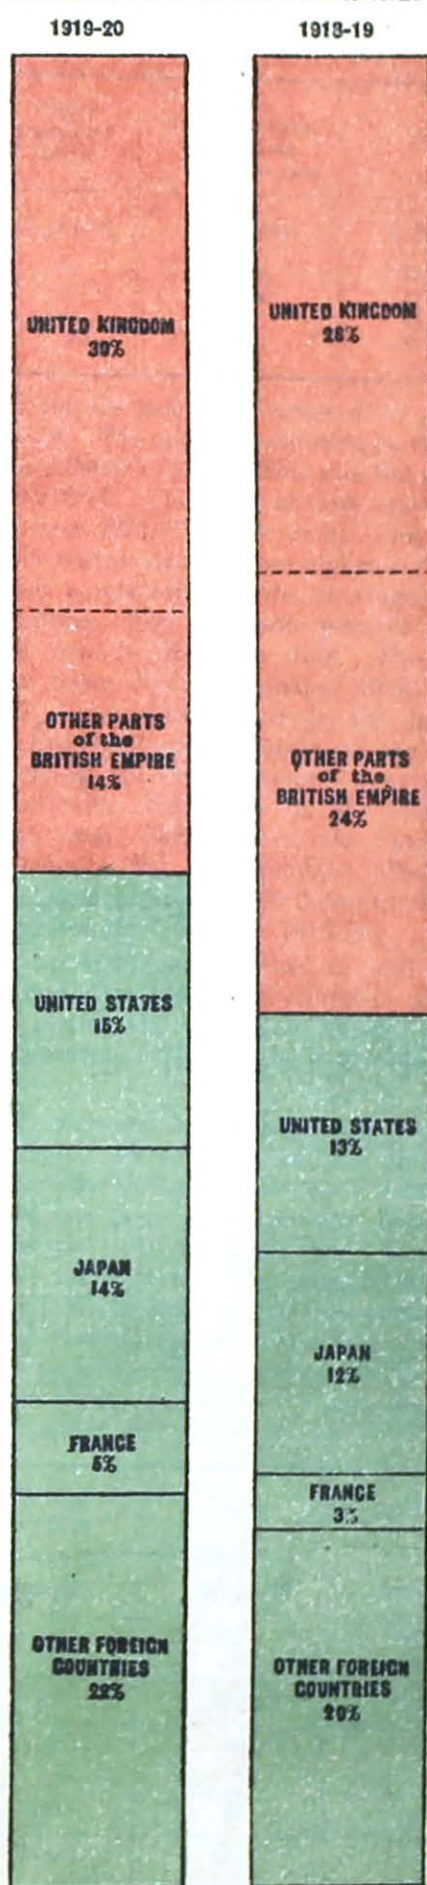 1919-20
UNITED KINGDOM
30%
OTHER PARTS
of the
BRITISH EMPIRE
14%
UNITED STATES
15%
JAPAN
14%
FRANCE
5%
OTHER FOREIGN
COUNTRIES
22%
1918-19
UNITED KINGDOM
28%
OTHER PARTS
of the
BRITISH EMPIRE
24%
UNITED STATES
13%
JAPAN
12%
FRANCE
3%
OTHER FOREIGN
COUNTRIES
20%